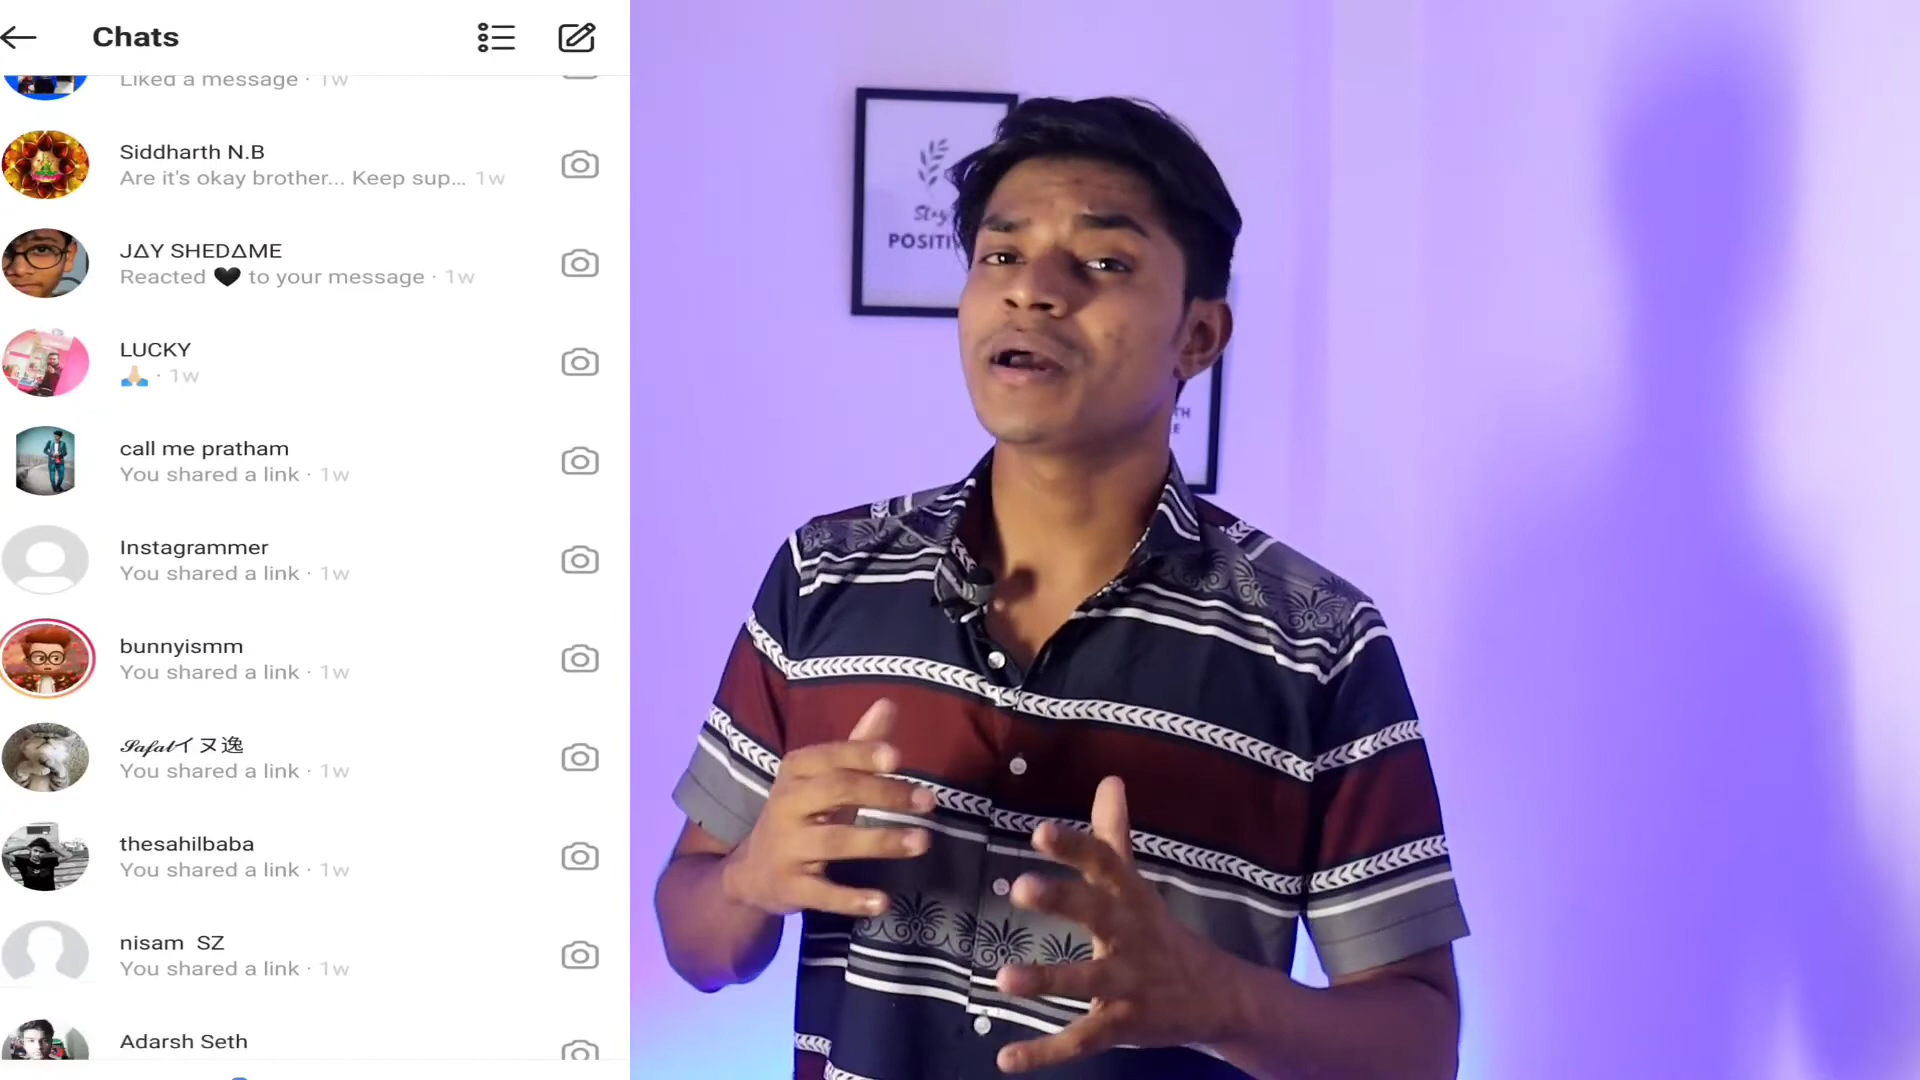 Chats
Liked a message · 1w
Siddharth N.B
Are it's okay brother... Keep sup... 1w
JΔY SHEDΔME
Reacted 🖤 to your message · 1w
LUCKY
🙏🏼 · 1w
call me pratham
You shared a link · 1w
Instagrammer
You shared a link · 1w
bunnyismm
You shared a link · 1w
𝓢𝓪𝓯𝓪𝓵イヌ逸
You shared a link · 1w
thesahilbaba
You shared a link · 1w
nisam SZ
You shared a link · 1w
Adarsh Seth
Stay
POSITI
TH
E